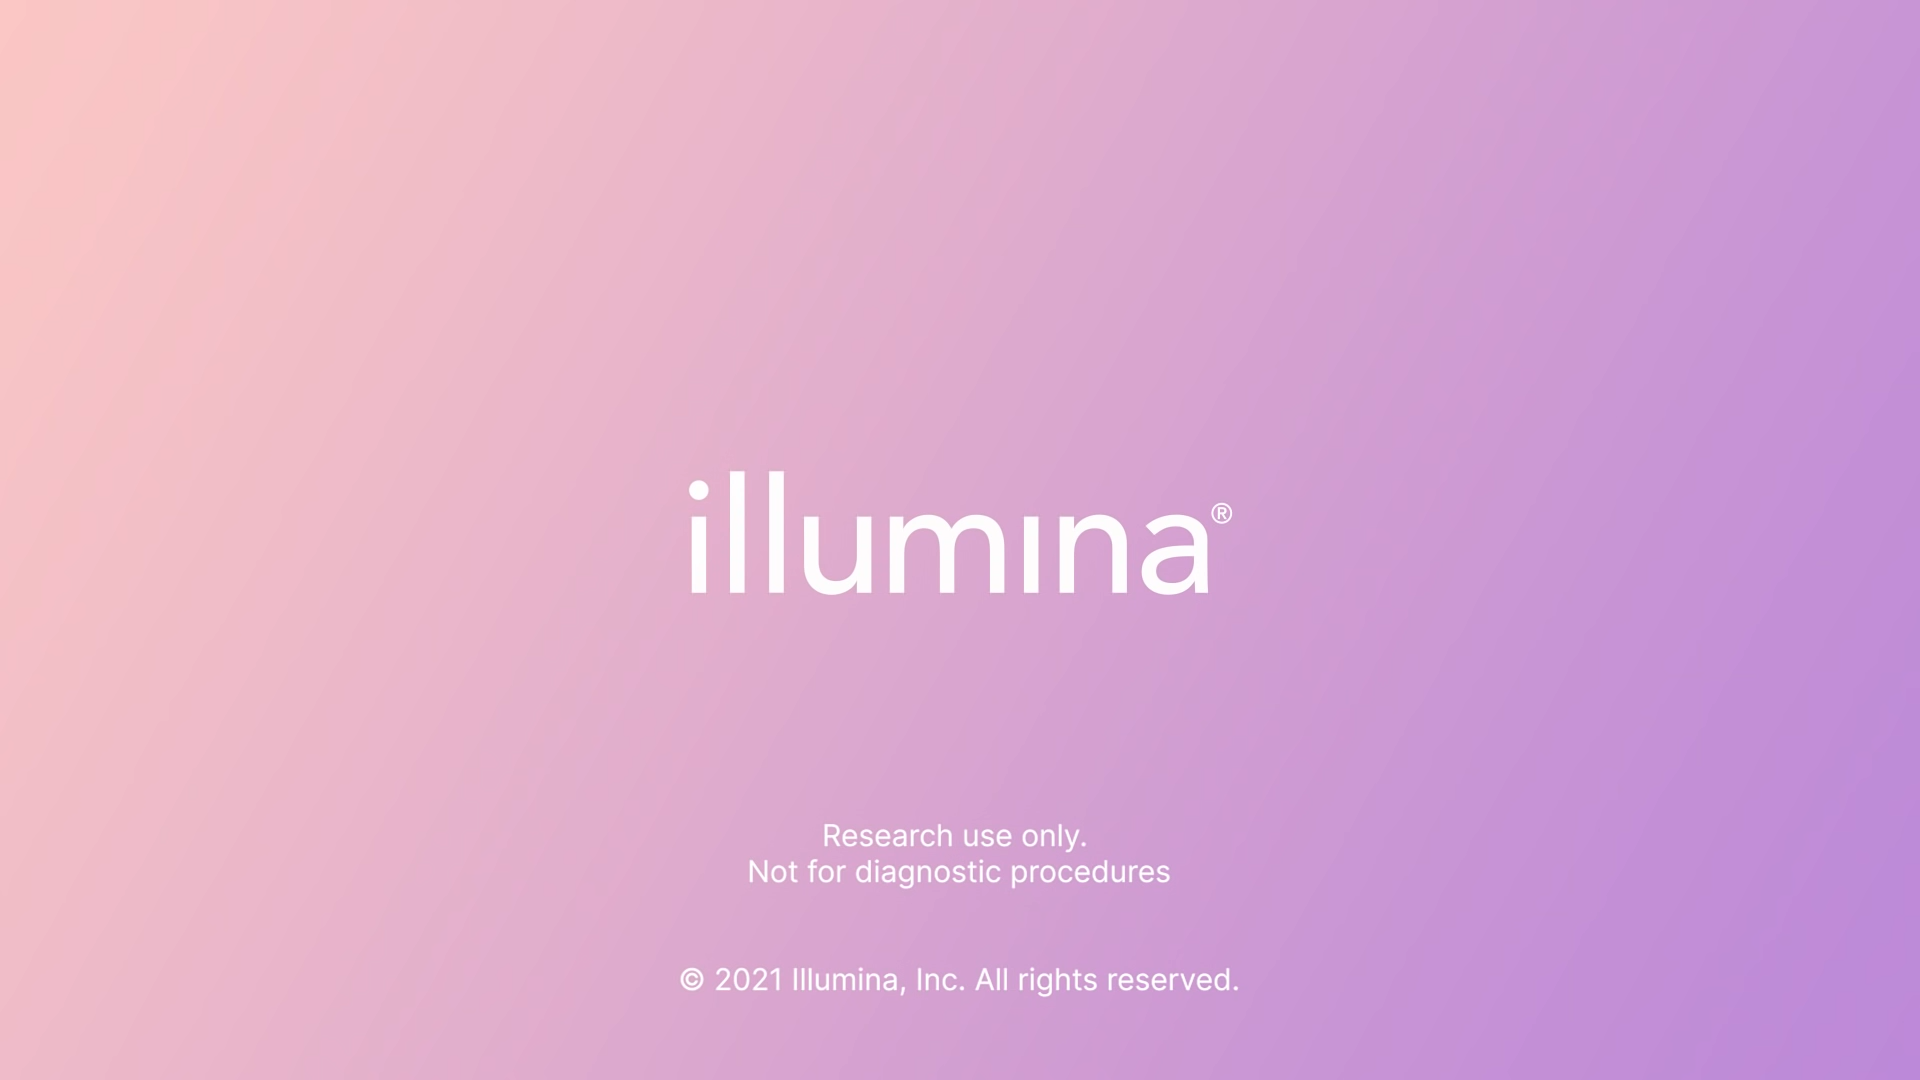 illumina®
Research use only.
Not for diagnostic procedures
© 2021 Illumina, Inc. All rights reserved.